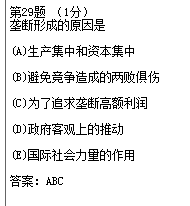 第29题 （1分）
垄断形成的原因是
(A)生产集中和资本集中
(B)避免竞争造成的两败俱伤
(C)为了追求垄断高额利润
(D)政府客观上的推动
(E)国际社会力量的作用
答案：ABC